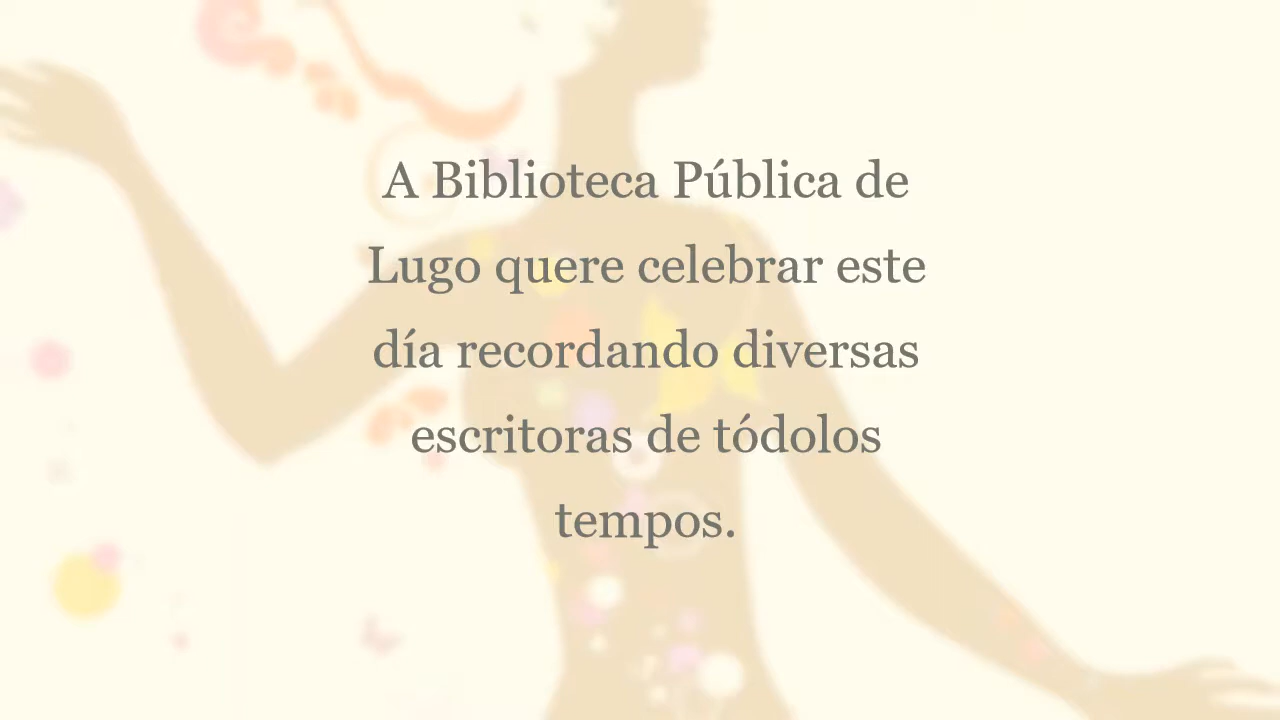 A Biblioteca Pública de
Lugo quere celebrar este
día recordando diversas
escritoras de tódolos
tempos.